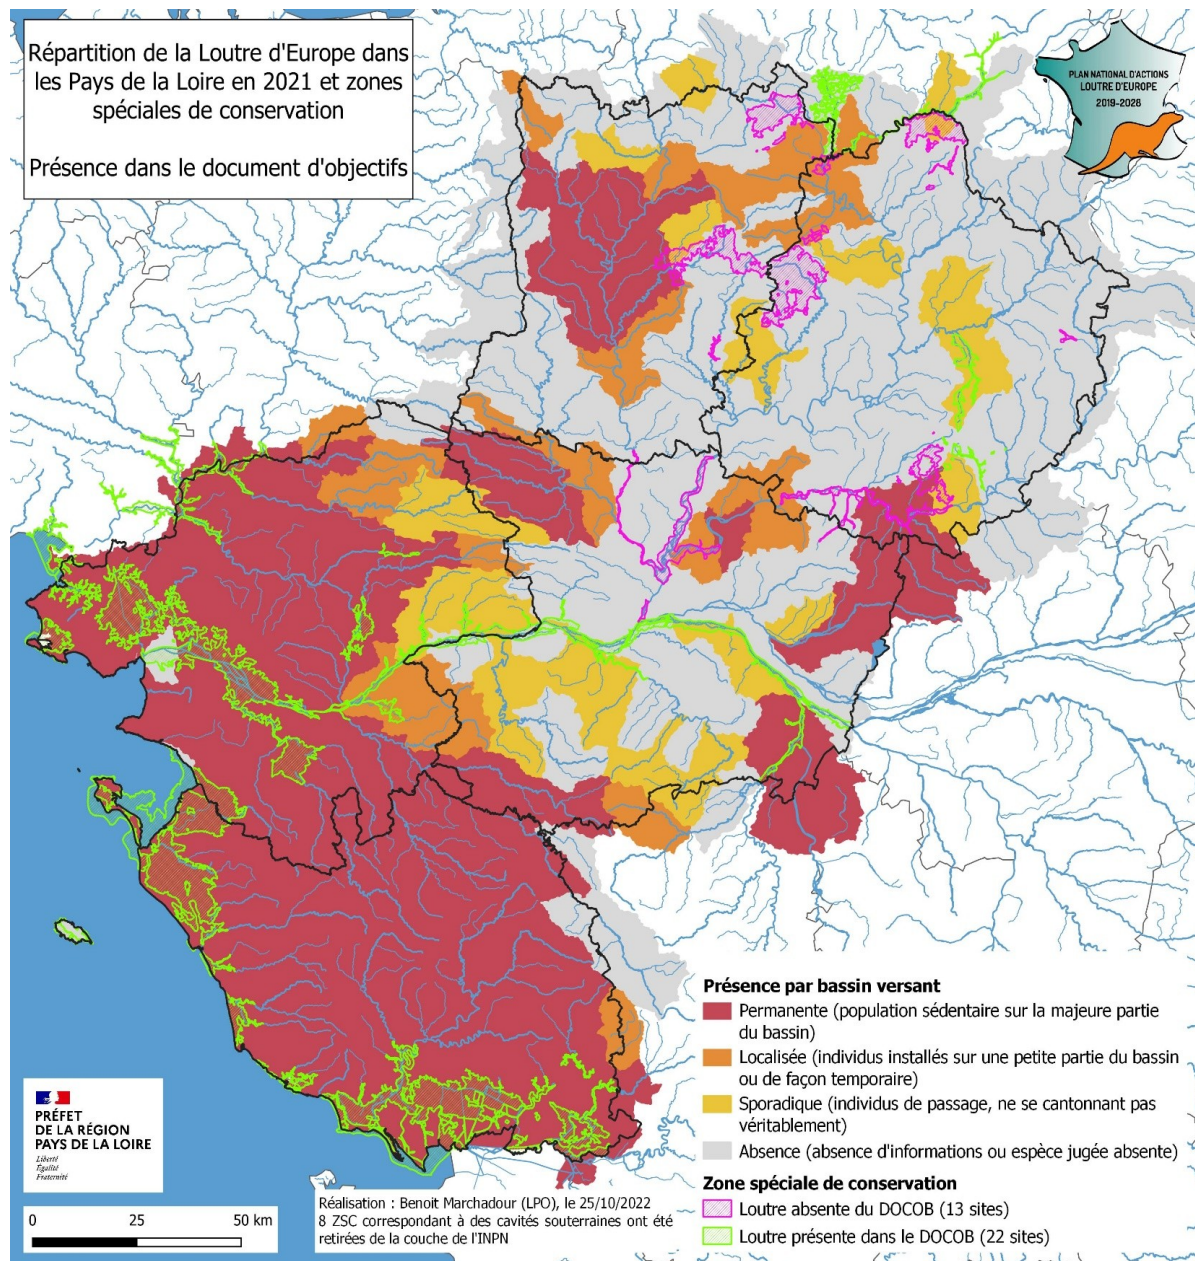 Répartition de la Loutre d'Europe dans
les Pays de la Loire en 2021 et zones
spéciales de conservation
Présence dans le document d'objectifs
PLAN NATIONAL D'ACTIONS
LOUTRE D'EUROPE
2019-2028
Présence par bassin versant
Permanente (population sédentaire sur la majeure partie
du bassin)
Localisée (individus installés sur une petite partie du bassin
ou de façon temporaire)
Sporadique (individus de passage, ne se cantonnant pas
véritablement)
Absence (absence d'informations ou espèce jugée absente)
Zone spéciale de conservation
Loutre absente du DOCOB (13 sites)
Loutre présente dans le DOCOB (22 sites)
PRÉFET
DE LA RÉGION
PAYS DE LA LOIRE
Liberté
Égalité
Fraternité
0 25 50 km
Réalisation : Benoit Marchadour (LPO), le 25/10/2022
8 ZSC correspondant à des cavités souterraines ont été
retirées de la couche de l'INPN